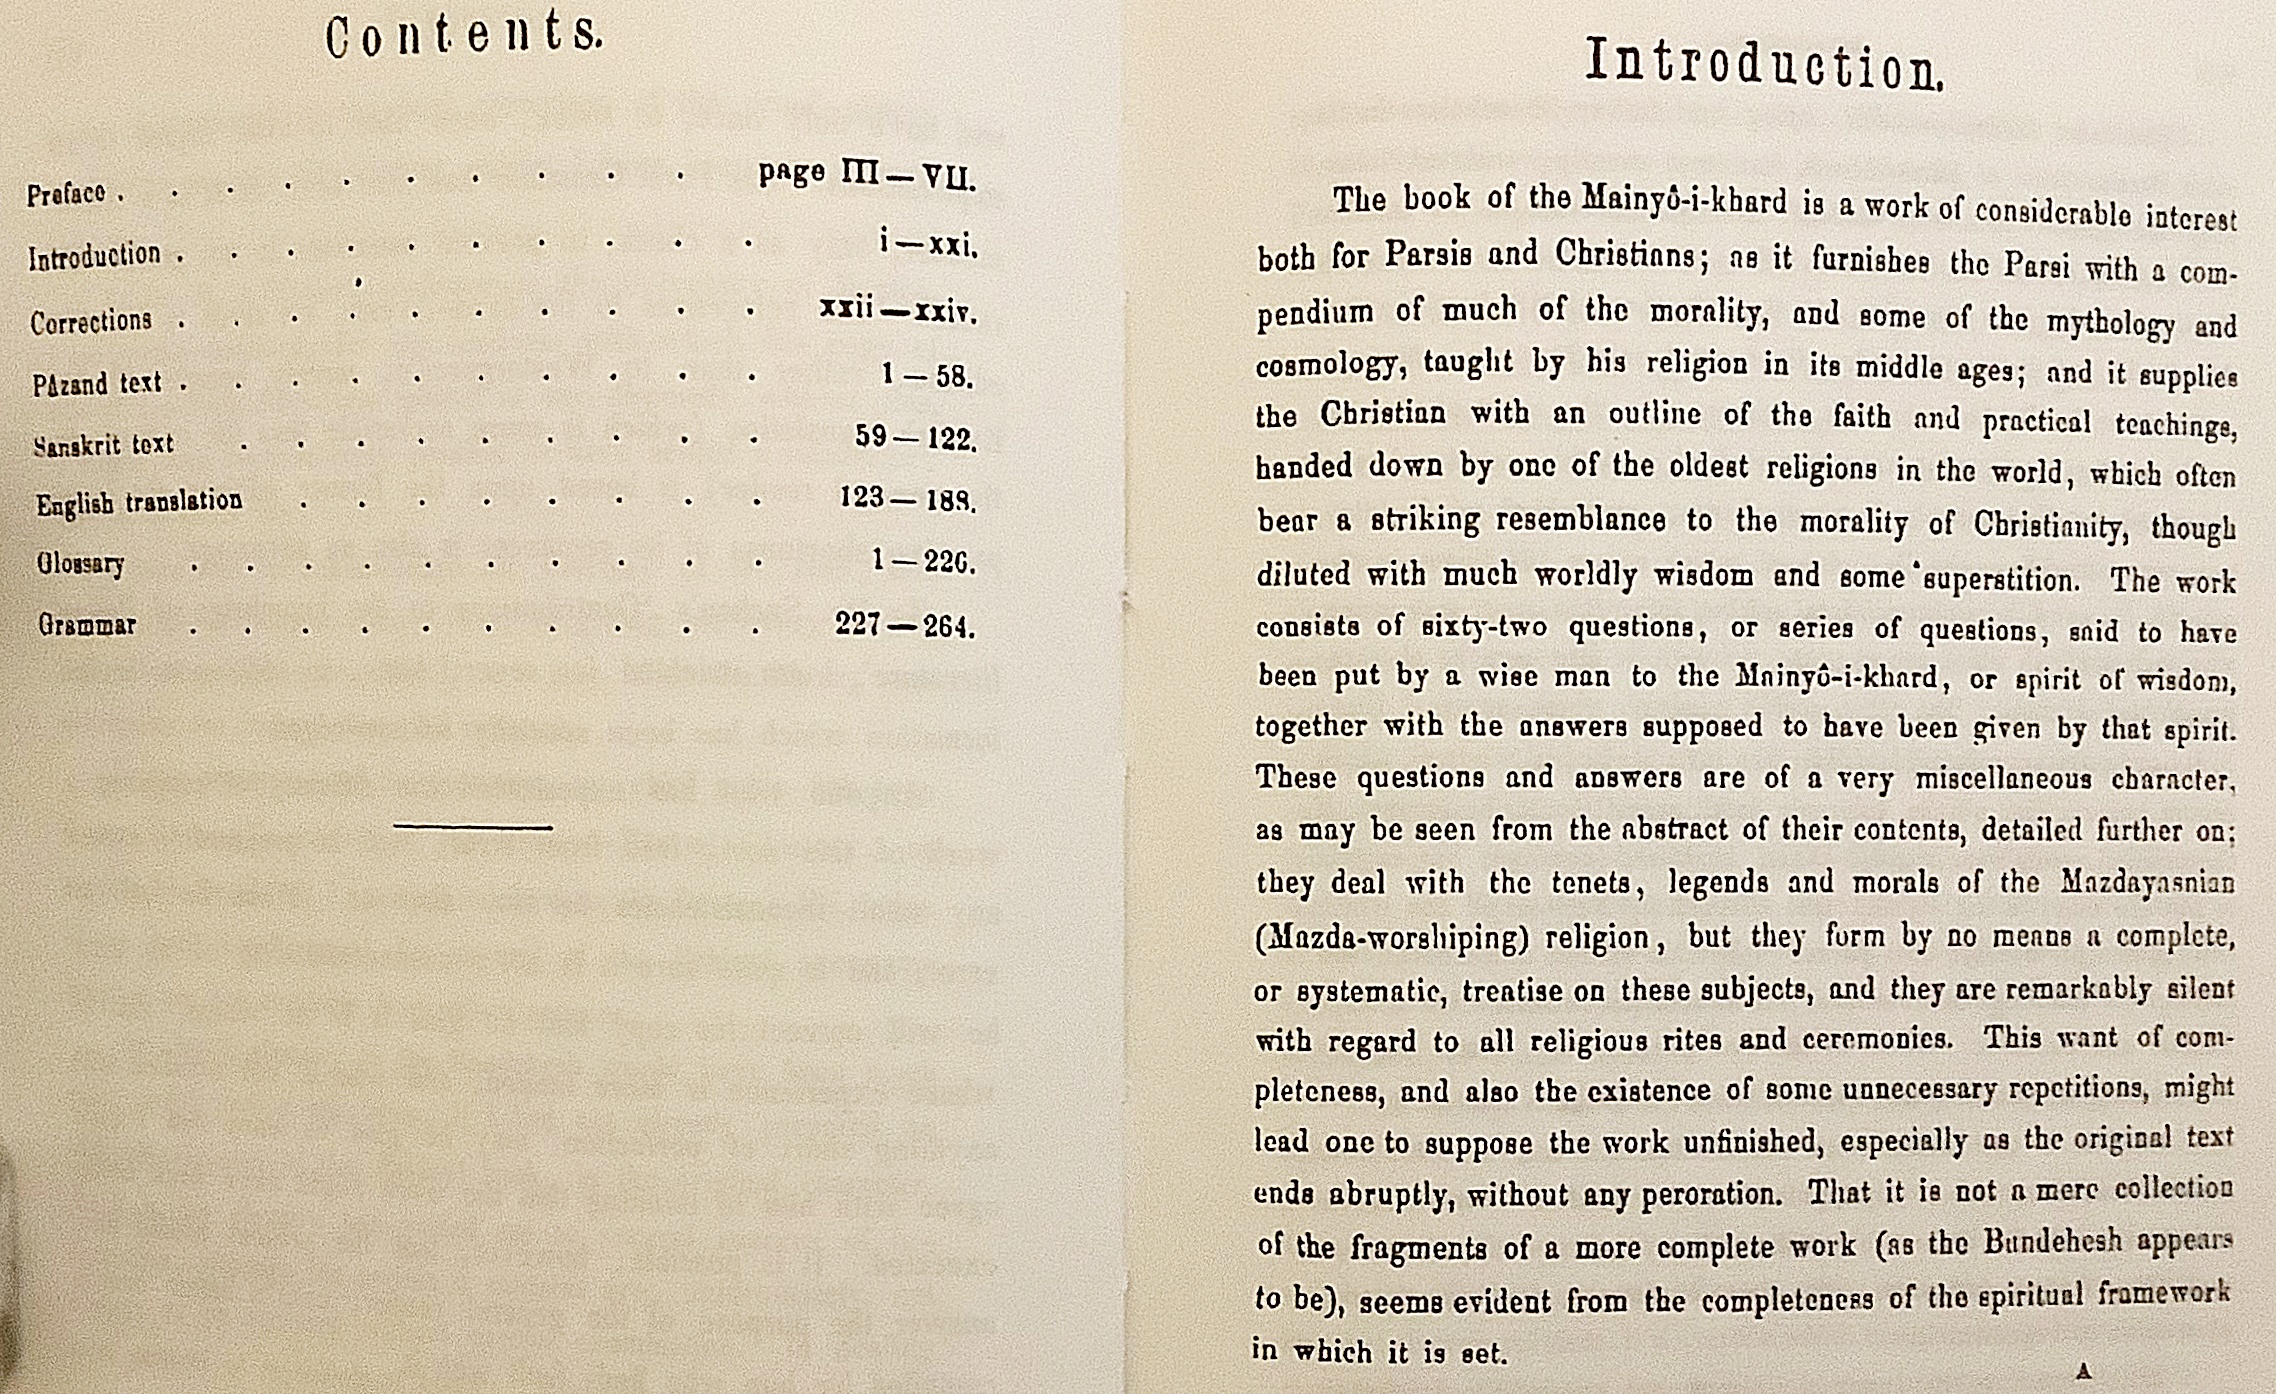 Contents.
Preface . . . . . . . . . . page III—VII.
Introduction . . . . . . . . . i—xxi.
Corrections . . . . . . . . . xxii—xxiv.
Pâzand text . . . . . . . . . 1—58.
Sanskrit text . . . . . . . . . 59—122.
English translation . . . . . . . . 123—188.
Glossary . . . . . . . . . . 1—226.
Grammar . . . . . . . . . . 227—264.
Introduction.
The book of the Mainyô-i-khard is a work of considerable interest
both for Parsis and Christians; as it furnishes the Parsi with a com-
pendium of much of the morality, and some of the mythology and
cosmology, taught by his religion in its middle ages; and it supplies
the Christian with an outline of the faith and practical teachings,
handed down by one of the oldest religions in the world, which often
bear a striking resemblance to the morality of Christianity, though
diluted with much worldly wisdom and some superstition. The work
consists of sixty-two questions, or series of questions, said to have
been put by a wise man to the Mainyô-i-khard, or spirit of wisdom,
together with the answers supposed to have been given by that spirit.
These questions and answers are of a very miscellaneous character,
as may be seen from the abstract of their contents, detailed further on;
they deal with the tenets, legends and morals of the Mazdayasnian
(Mazda-worshiping) religion, but they form by no means a complete,
or systematic, treatise on these subjects, and they are remarkably silent
with regard to all religious rites and ceremonies. This want of com-
pleteness, and also the existence of some unnecessary repetitions, might
lead one to suppose the work unfinished, especially as the original text
ends abruptly, without any peroration. That it is not a mere collection
of the fragments of a more complete work (as the Bundehesh appears
to be), seems evident from the completeness of the spiritual framework
in which it is set.
A